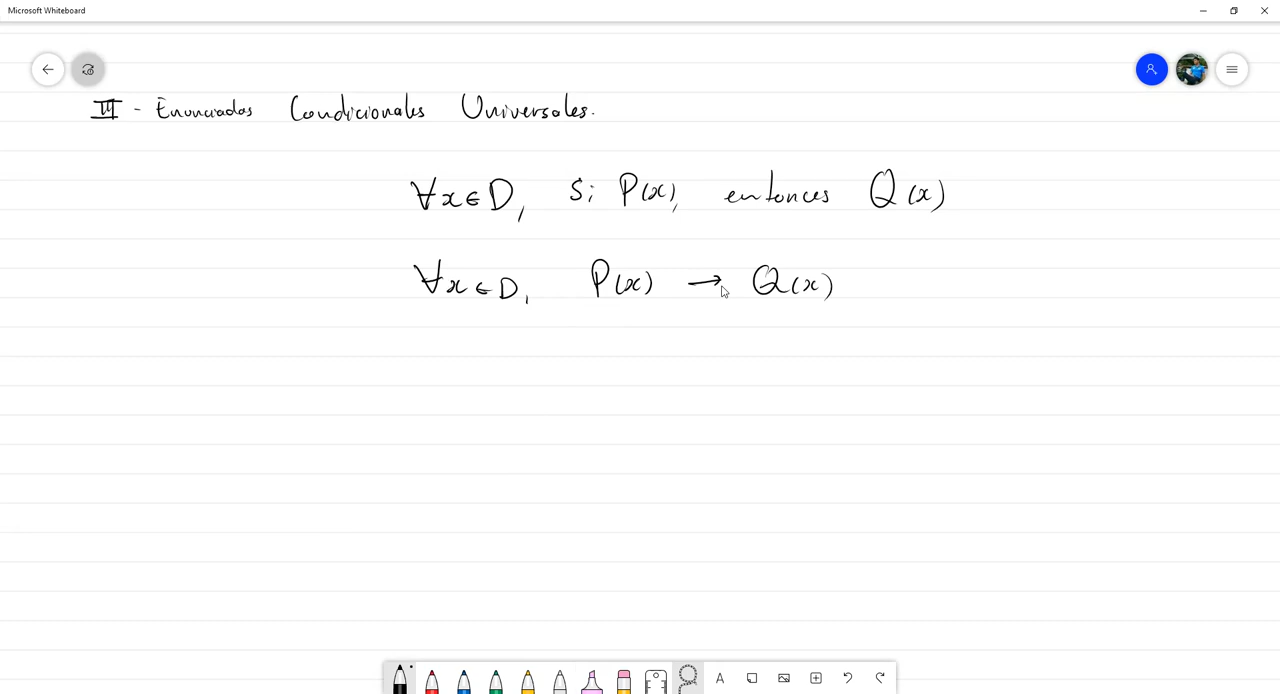 Microsoft Whiteboard
III - Enunciados Condicionales Universales.
∀x∈D, Si P(x), entonces Q(x)
∀x∈D, P(x) → Q(x)
A